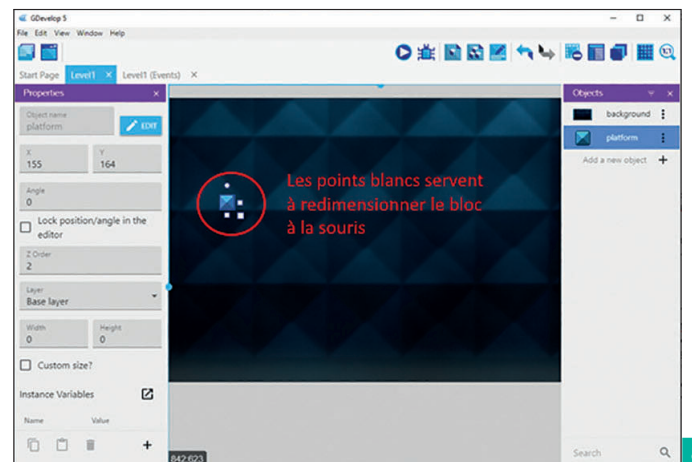 GDevelop 5
File Edit View Window Help
Start Page Level1 × Level1 (Events) ×
Properties ×
Object name
platform
EDIT
X
155
Y
164
Angle
0
Lock position/angle in the
editor
Z Order
2
Layer
Base layer
Width
0
Height
0
Custom size?
Instance Variables
Name Value
Les points blancs servent
à redimensionner le bloc
à la souris
842:623
Objects ×
background
platform
Add a new object +
Search